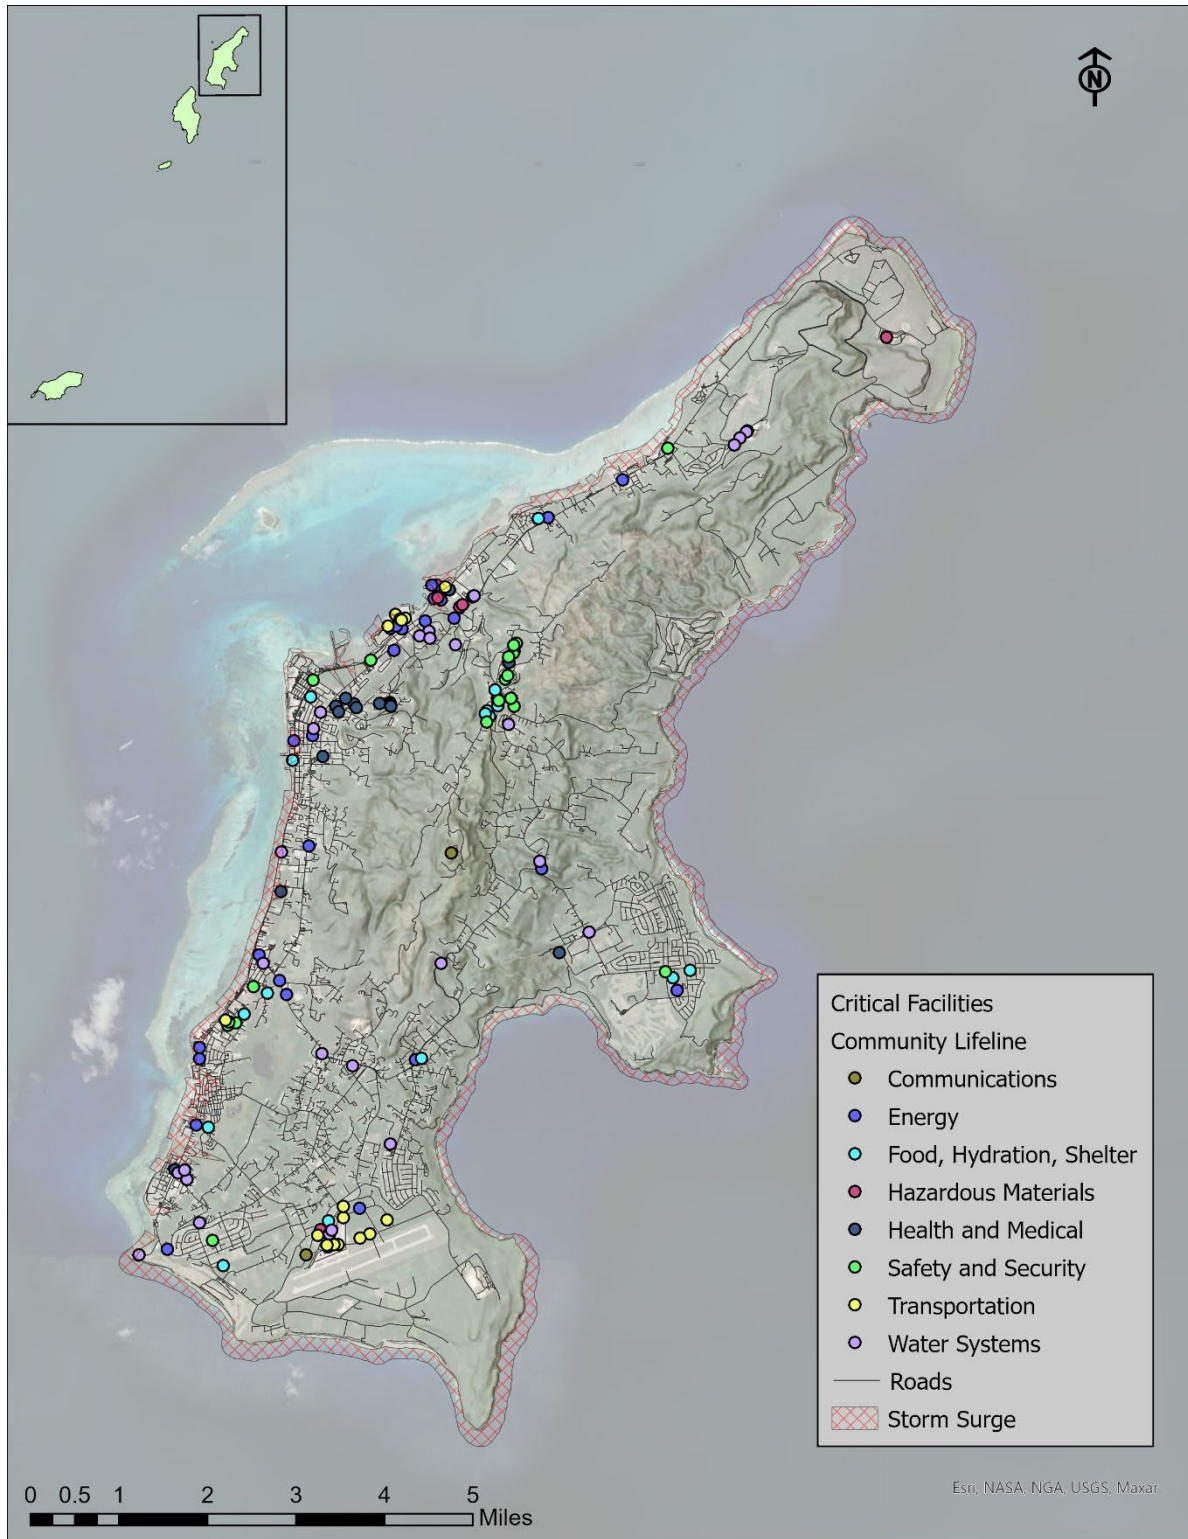 N
Critical Facilities
Community Lifeline
Communications
Energy
Food, Hydration, Shelter
Hazardous Materials
Health and Medical
Safety and Security
Transportation
Water Systems
Roads
Storm Surge
Esri, NASA, NGA, USGS, Maxar
0 0.5 1 2 3 4 5
Miles